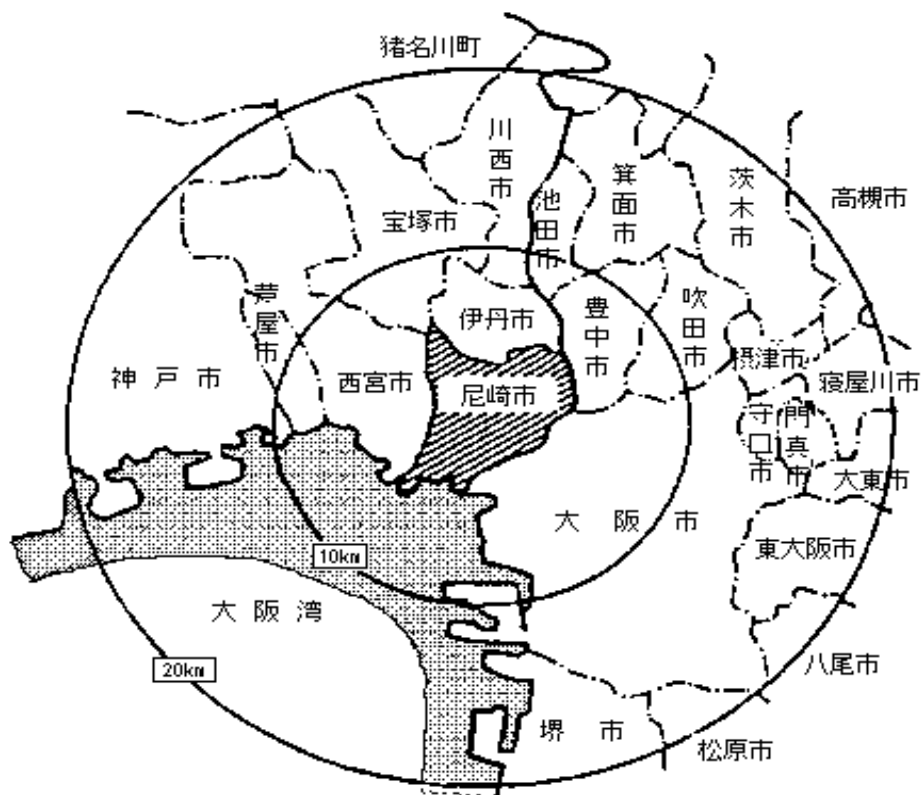 猪名川町
川西市
池田市
箕面市
茨木市
高槻市
宝塚市
芦屋市
伊丹市
豊中市
吹田市
摂津市
寝屋川市
神戸市
西宮市
尼崎市
守口市
門真市
大東市
大阪市
東大阪市
10km
大阪湾
20km
八尾市
堺市
松原市